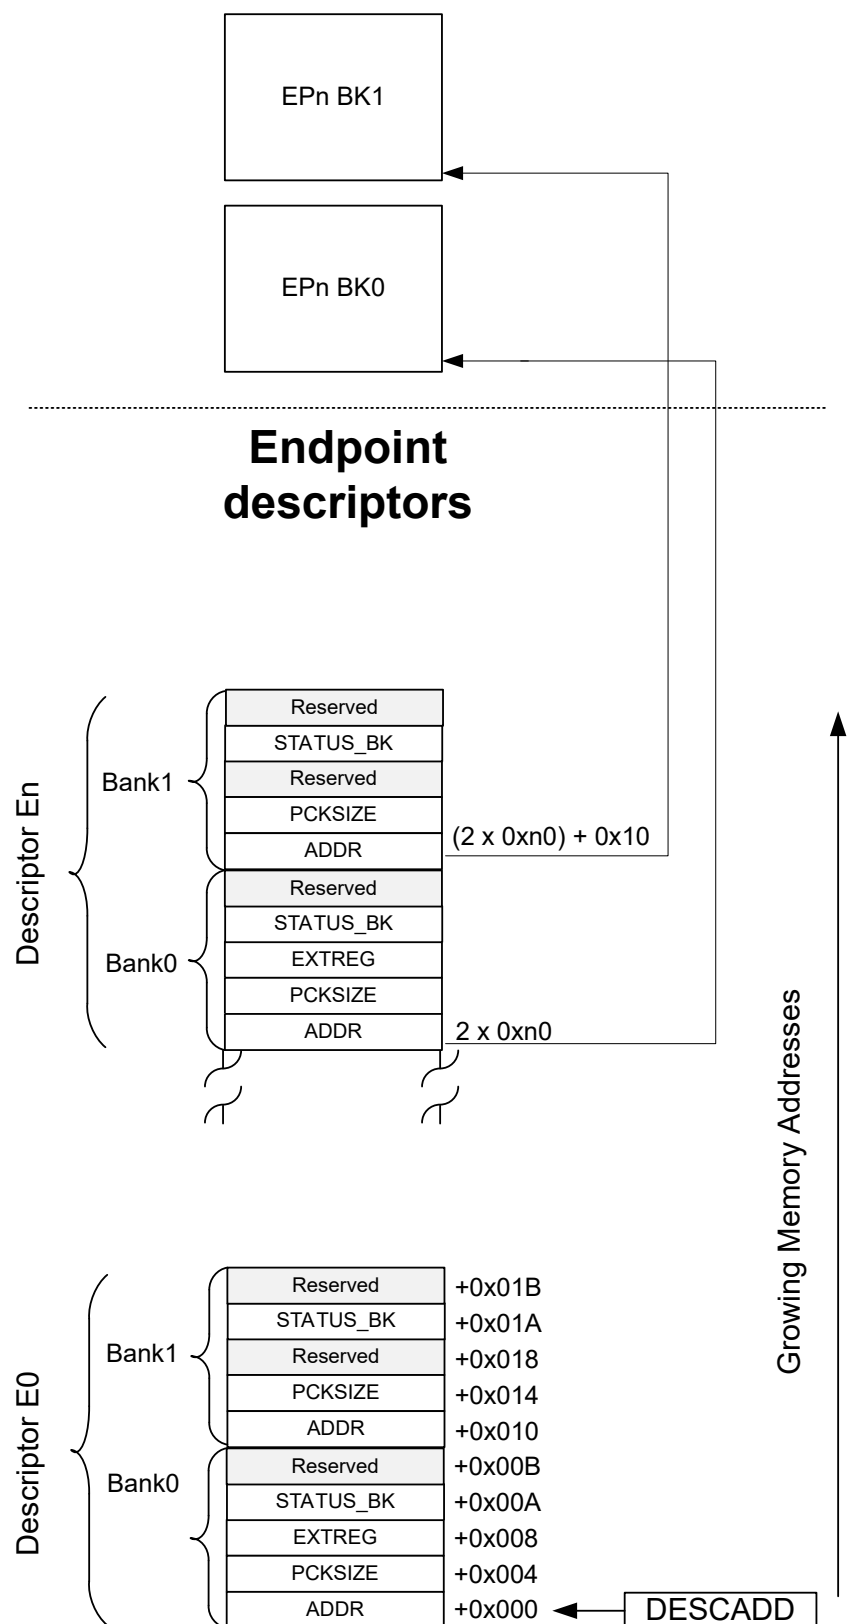 EPn BK1
EPn BK0
Endpoint
descriptors
Descriptor En
Bank1
Reserved
STATUS_BK
Reserved
PCKSIZE
ADDR
(2 x 0xn0) + 0x10
Bank0
Reserved
STATUS_BK
EXTREG
PCKSIZE
ADDR
2 x 0xn0
Growing Memory Addresses
Descriptor E0
Bank1
Reserved +0x01B
STATUS_BK +0x01A
Reserved +0x018
PCKSIZE +0x014
ADDR +0x010
Bank0
Reserved +0x00B
STATUS_BK +0x00A
EXTREG +0x008
PCKSIZE +0x004
ADDR +0x000 DESCADD